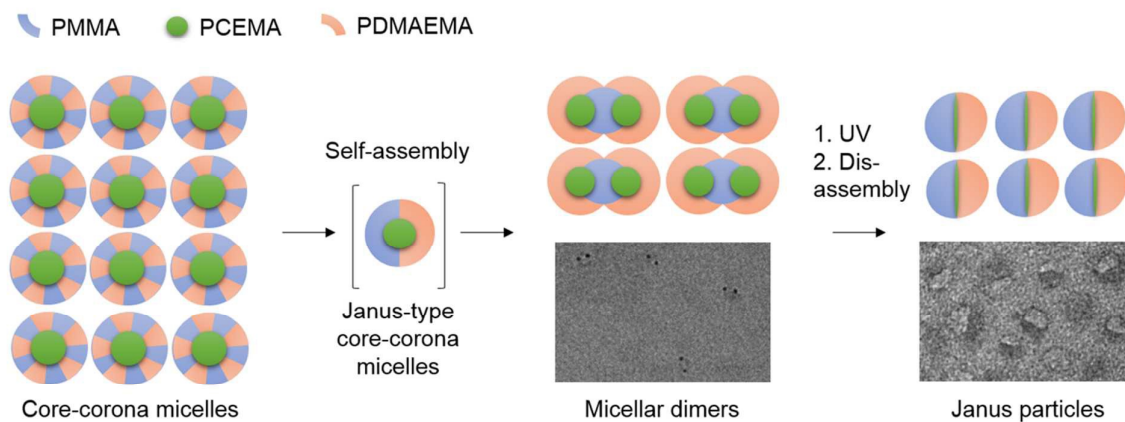 PMMA
PCEMA
PDMAEMA
Self-assembly
Janus-type
core-corona
micelles
1. UV
2. Dis-
assembly
Core-corona micelles
Micellar dimers
Janus particles